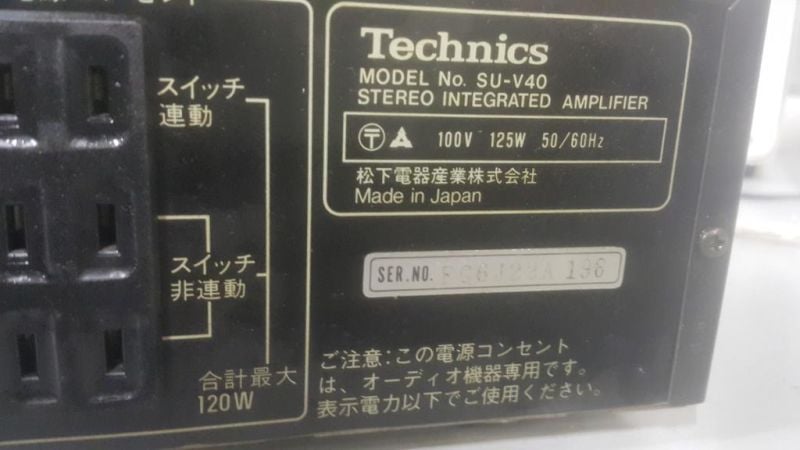 スイッチ
連動
スイッチ
非連動
合計最大
120W
Technics
MODEL No. SU-V40
STEREO INTEGRATED AMPLIFIER
〒 100V 125W 50/60Hz
松下電器産業株式会社
Made in Japan
SER.NO.
ご注意:この電源コンセント
は、オーディオ機器専用です。
表示電力以下でご使用ください。